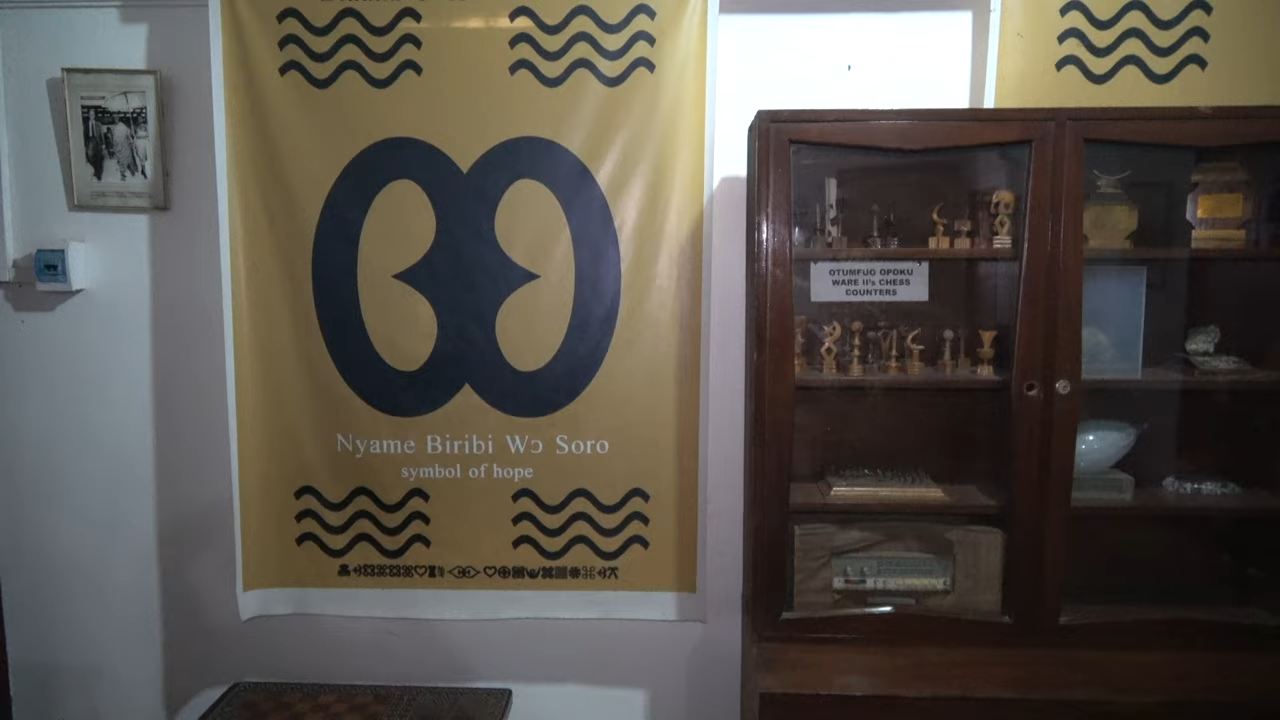 Nyame Biribi Wɔ Soro
symbol of hope
OTUMFUO OPOKU
WARE II's CHESS
COUNTERS